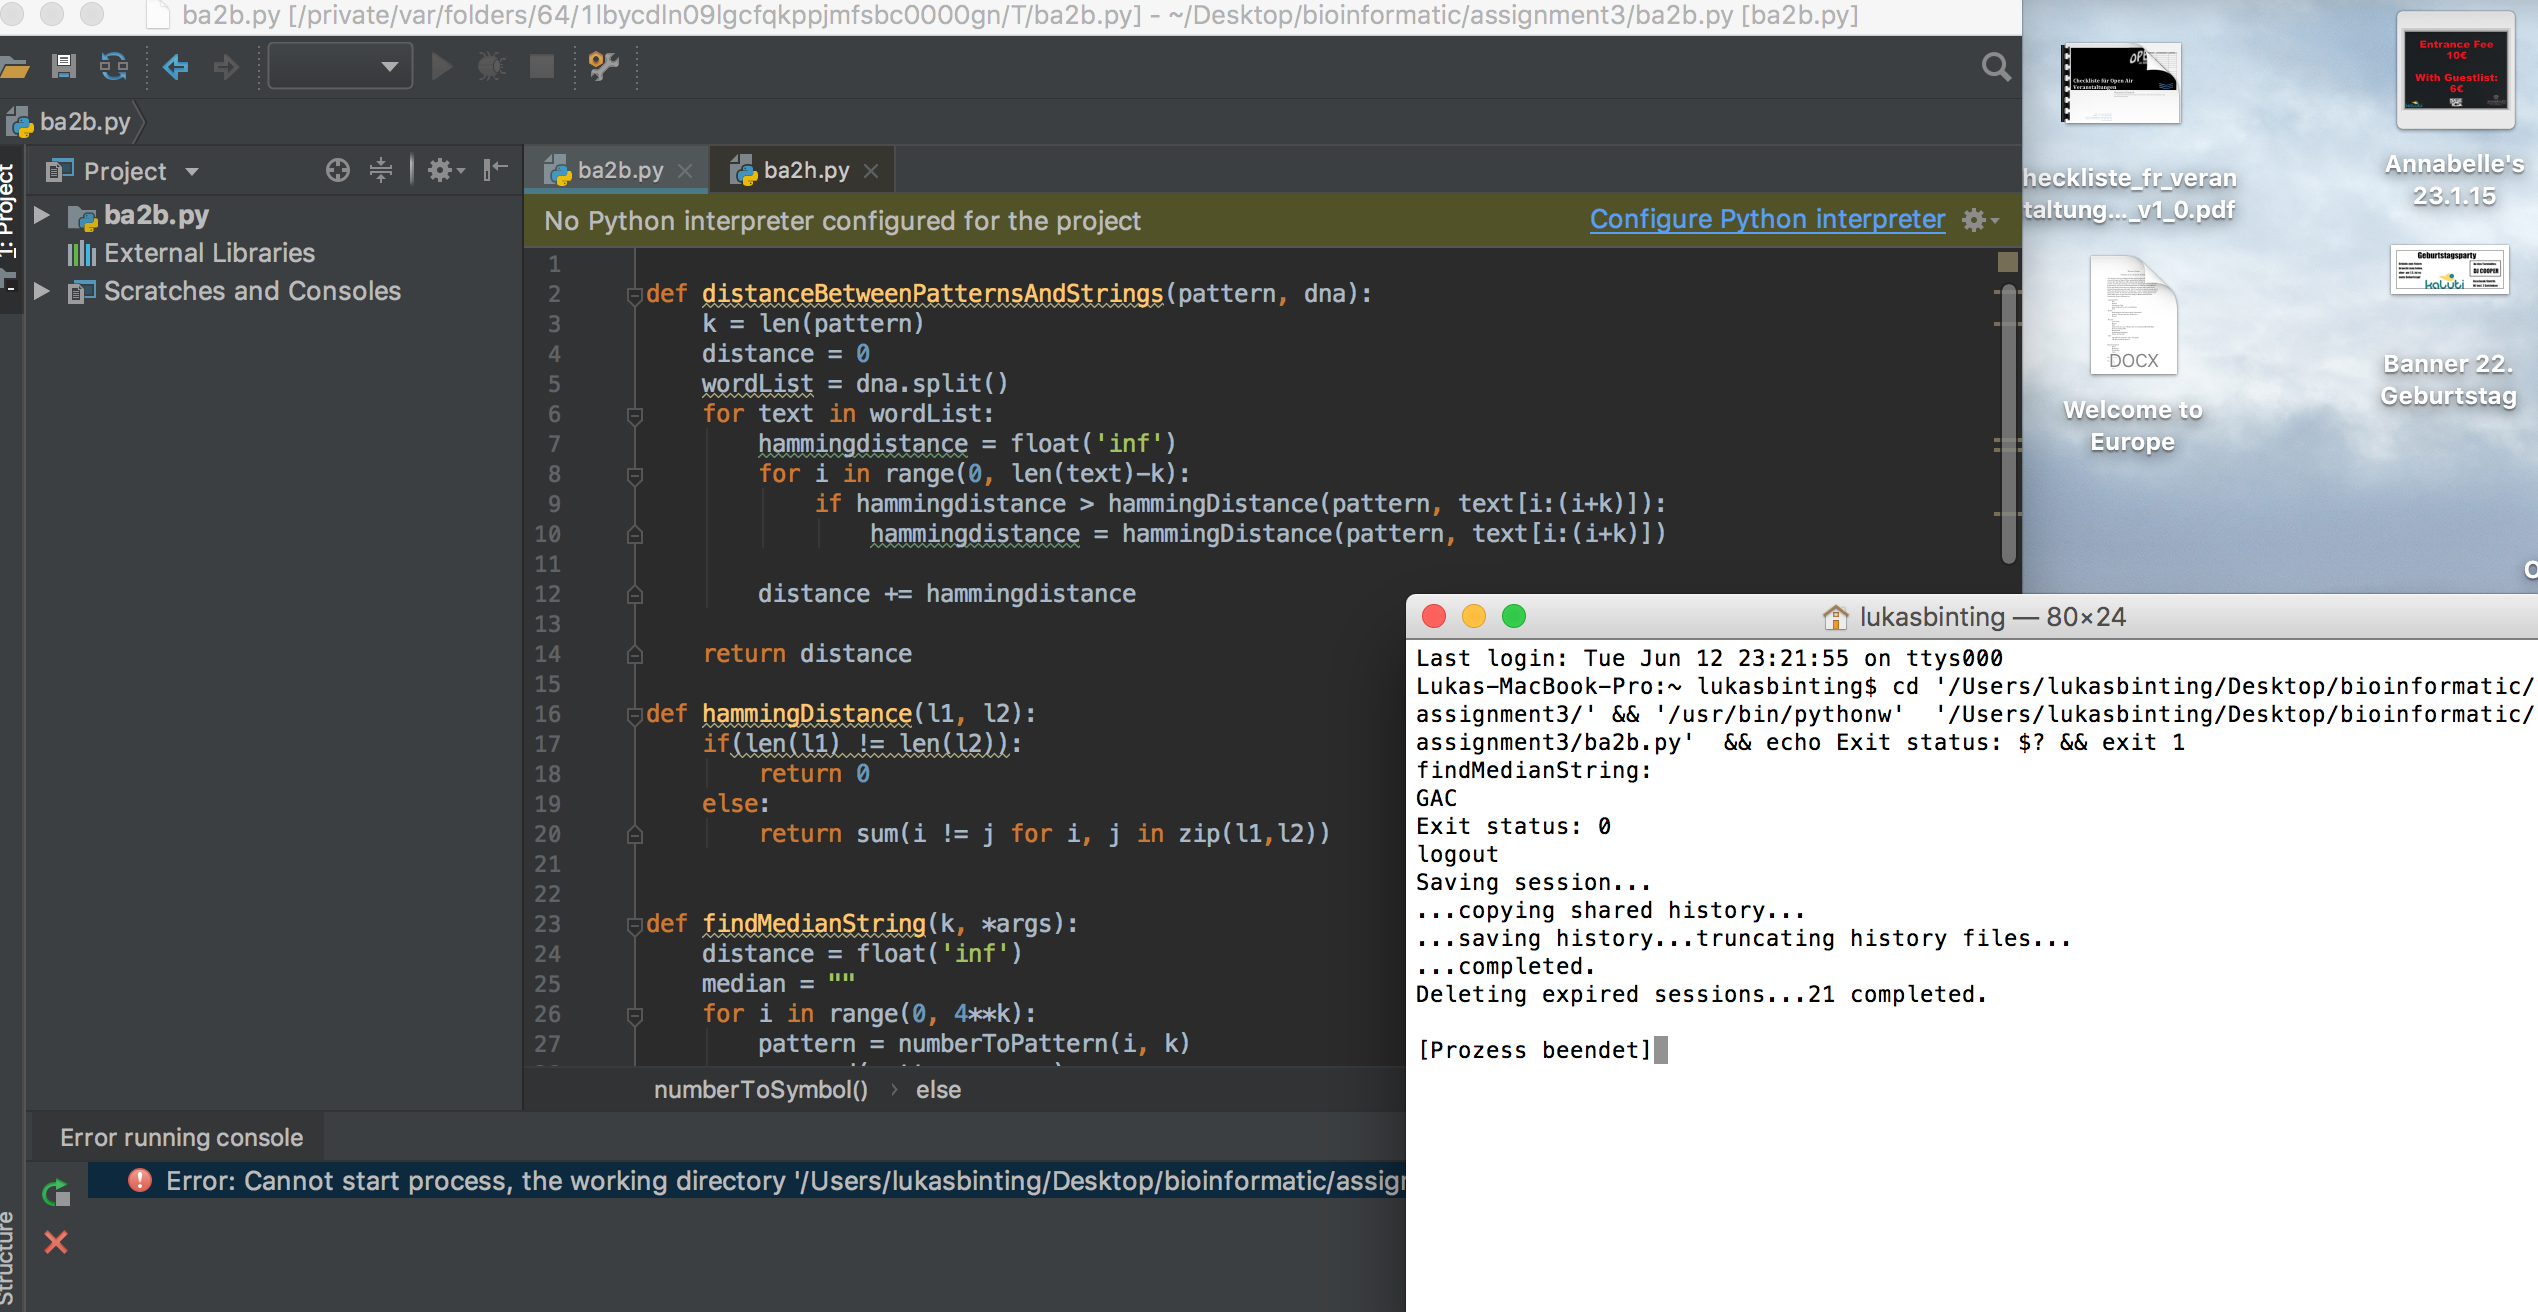 ba2b.py [/private/var/folders/64/1lbycdln09lgcfqkppjmfsbc0000gn/T/ba2b.py] - ~/Desktop/bioinformatic/assignment3/ba2b.py [ba2b.py]
ba2b.py
1: Project
Project
ba2b.py
External Libraries
Scratches and Consoles
ba2b.py
ba2h.py
No Python interpreter configured for the project
Configure Python interpreter
1
2 def distanceBetweenPatternsAndStrings(pattern, dna):
3 k = len(pattern)
4 distance = 0
5 wordList = dna.split()
6 for text in wordList:
7 hammingdistance = float('inf')
8 for i in range(0, len(text)-k):
9 if hammingdistance > hammingDistance(pattern, text[i:(i+k)]):
10 hammingdistance = hammingDistance(pattern, text[i:(i+k)])
11
12 distance += hammingdistance
13
14 return distance
15
16 def hammingDistance(l1, l2):
17 if(len(l1) != len(l2)):
18 return 0
19 else:
20 return sum(i != j for i, j in zip(l1,l2))
21
22
23 def findMedianString(k, *args):
24 distance = float('inf')
25 median = ""
26 for i in range(0, 4**k):
27 pattern = numberToPattern(i, k)
numberToSymbol() › else
Error running console
Error: Cannot start process, the working directory '/Users/lukasbinting/Desktop/bioinformatic/assig
Structure
Checkliste für Open Air
Veranstaltungen
heckliste_fr_veran
taltung..._v1_0.pdf
Entrance Fee
10€
With Guestlist:
6€
Annabelle's
23.1.15
DOCX
Welcome to
Europe
Geburtstagsparty
DJ COOPER
kaluti
Banner 22.
Geburtstag
lukasbinting — 80×24
Last login: Tue Jun 12 23:21:55 on ttys000
Lukas-MacBook-Pro:~ lukasbinting$ cd '/Users/lukasbinting/Desktop/bioinformatic/
assignment3/' && '/usr/bin/pythonw'  '/Users/lukasbinting/Desktop/bioinformatic/
assignment3/ba2b.py'  && echo Exit status: $? && exit 1
findMedianString:
GAC
Exit status: 0
logout
Saving session...
...copying shared history...
...saving history...truncating history files...
...completed.
Deleting expired sessions...21 completed.
[Prozess beendet]